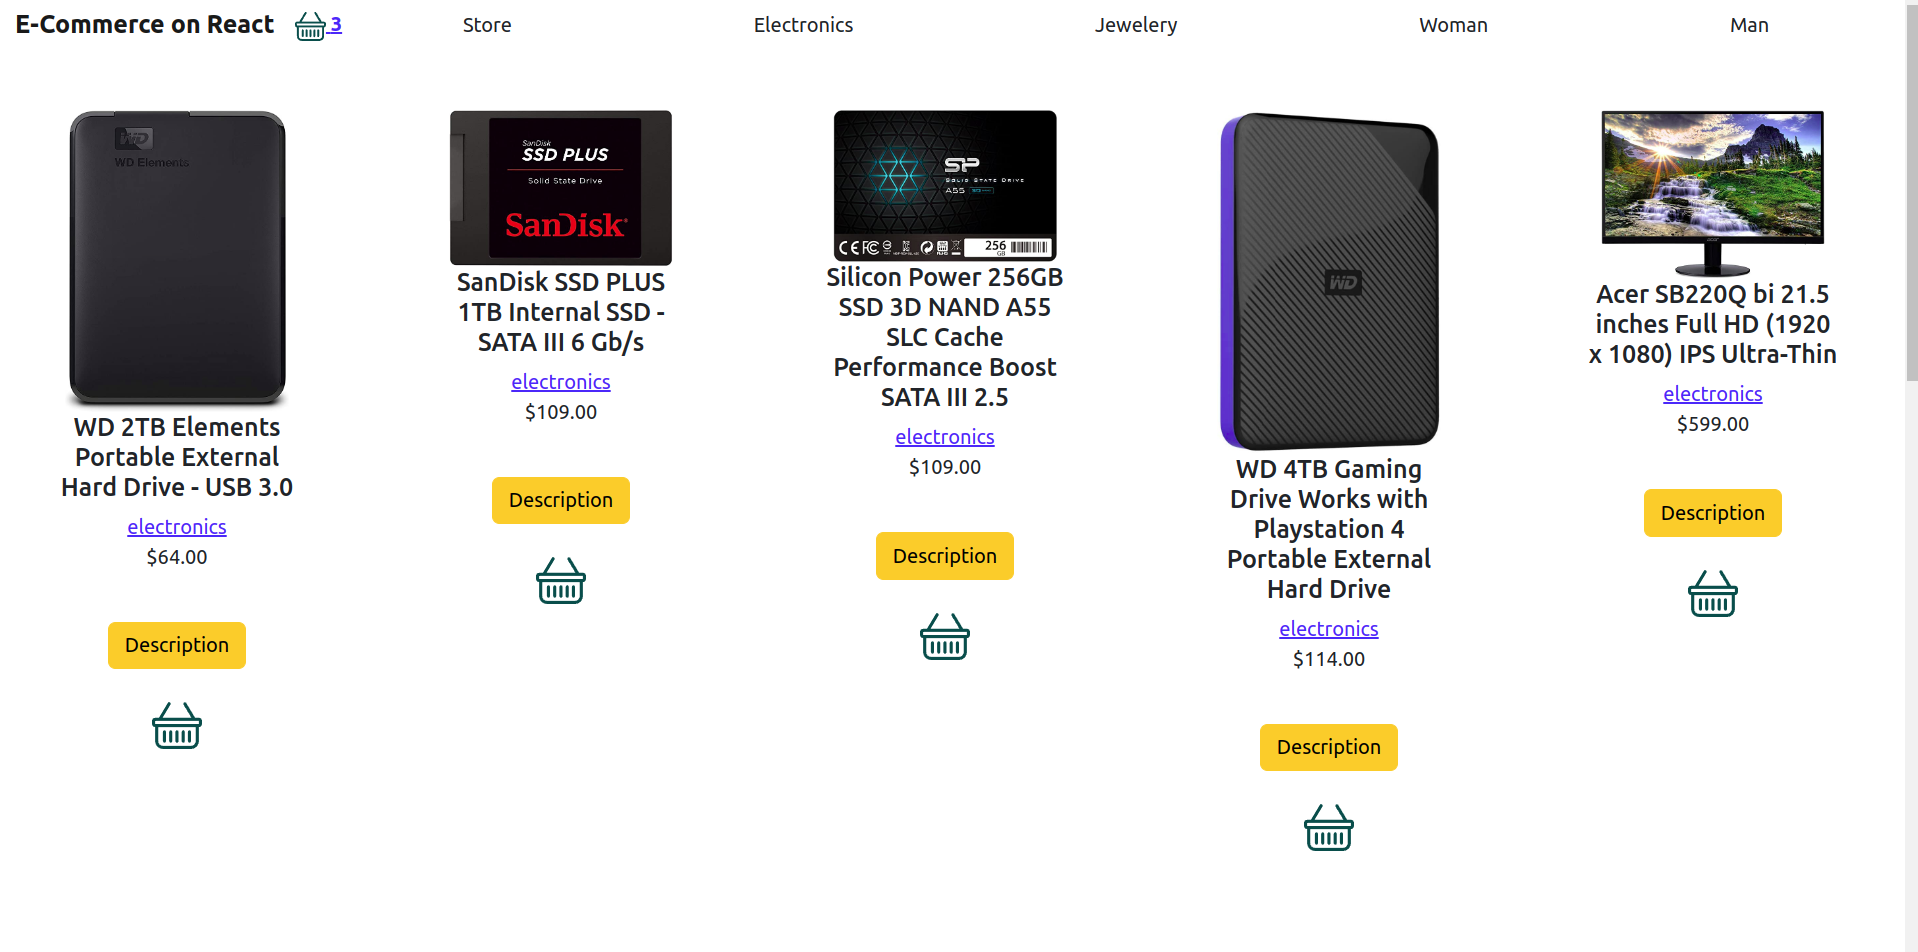 E-Commerce on React 3 Store Electronics Jewelery Woman Man
WD
WD Elements
WD 2TB Elements
Portable External
Hard Drive - USB 3.0
electronics
$64.00
Description
SanDisk
SSD PLUS
Solid State Drive
SanDisk
SanDisk SSD PLUS
1TB Internal SSD -
SATA III 6 Gb/s
electronics
$109.00
Description
SP
SOLID STATE DRIVE
A55
256
GB
Silicon Power 256GB
SSD 3D NAND A55
SLC Cache
Performance Boost
SATA III 2.5
electronics
$109.00
Description
WD
WD 4TB Gaming
Drive Works with
Playstation 4
Portable External
Hard Drive
electronics
$114.00
Description
Acer SB220Q bi 21.5
inches Full HD (1920
x 1080) IPS Ultra-Thin
electronics
$599.00
Description